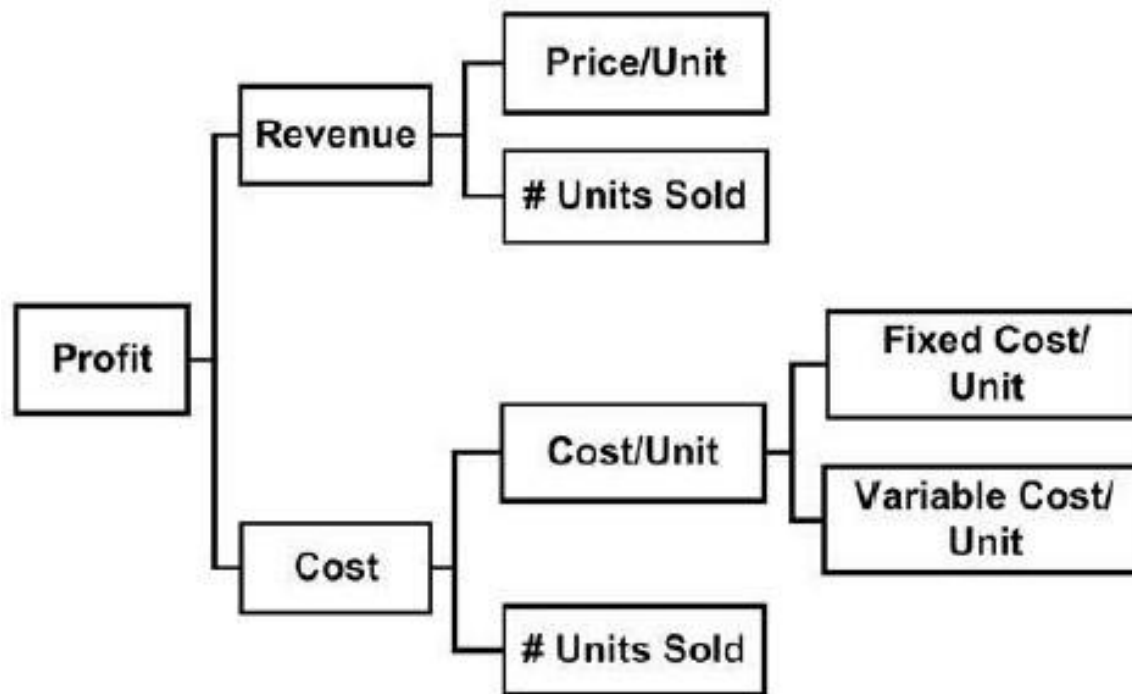 Price/Unit
Revenue
# Units Sold
Profit
Fixed Cost/
Unit
Cost/Unit
Variable Cost/
Unit
Cost
# Units Sold